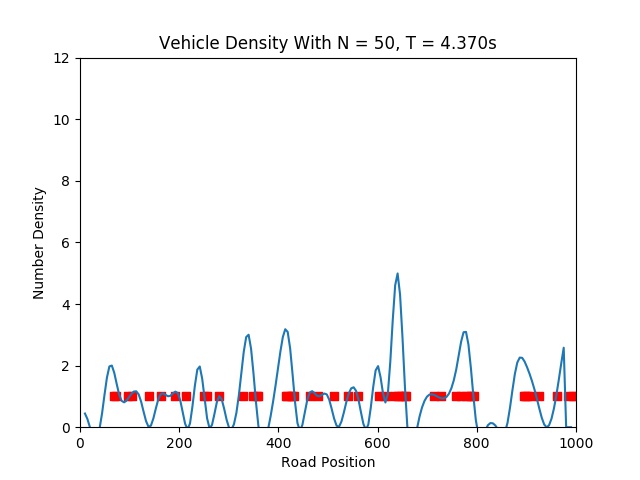 Vehicle Density With N = 50, T = 4.370s
12
10
8
6
4
2
0
Number Density
0 200 400 600 800 1000
Road Position